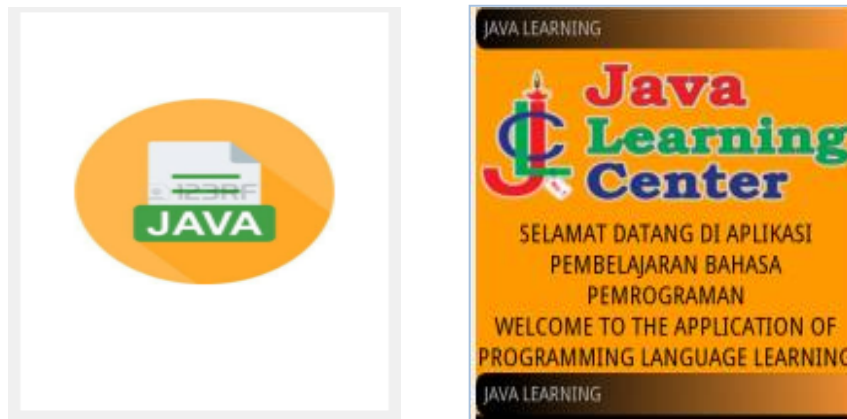 123RF
JAVA
JAVA LEARNING
JCL
Java
Learning
Center
SELAMAT DATANG DI APLIKASI
PEMBELAJARAN BAHASA
PEMROGRAMAN
WELCOME TO THE APPLICATION OF
PROGRAMMING LANGUAGE LEARNING
JAVA LEARNING